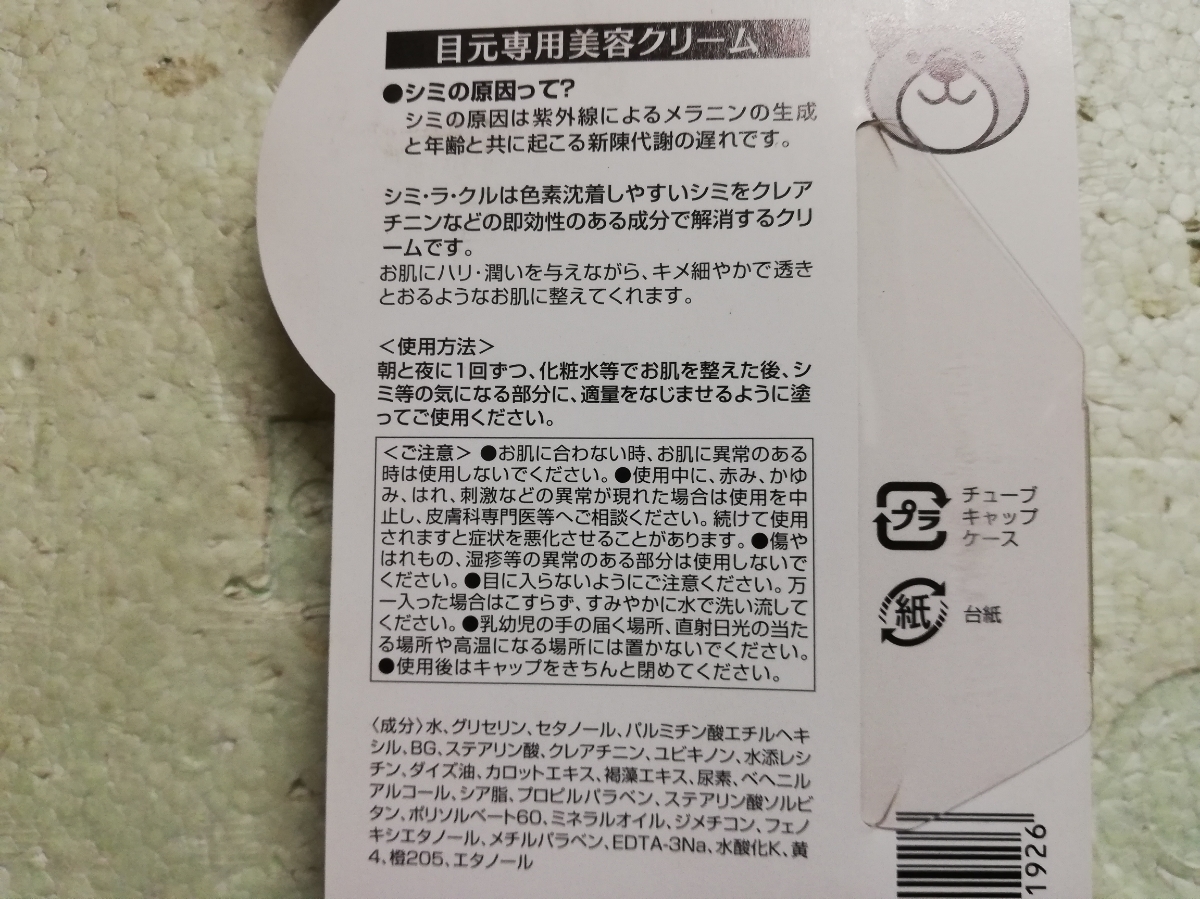 目元専用美容クリーム
●シミの原因って?
シミの原因は紫外線によるメラニンの生成
と年齢と共に起こる新陳代謝の遅れです。
シミ・ラ・クルは色素沈着しやすいシミをクレア
チニンなどの即効性のある成分で解消するクリ
ームです。
お肌にハリ・潤いを与えながら、キメ細やかで透き
とおるようなお肌に整えてくれます。
＜使用方法＞
朝と夜に1回ずつ、化粧水等でお肌を整えた後、シ
ミ等の気になる部分に、適量をなじませるように塗
ってご使用ください。
＜ご注意＞ ●お肌に合わない時、お肌に異常のある
時は使用しないでください。●使用中に、赤み、かゆ
み、はれ、刺激などの異常が現れた場合は使用を中
止し、皮膚科専門医等へご相談ください。続けて使用
されますと症状を悪化させることがあります。●傷や
はれもの、湿疹等の異常のある部分は使用しないで
ください。●目に入らないようにご注意ください。万
一入った場合はこすらず、すみやかに水で洗い流して
ください。●乳幼児の手の届く場所、直射日光の当た
る場所や高温になる場所には置かないでください。
●使用後はキャップをきちんと閉めてください。
〈成分〉水、グリセリン、セタノール、パルミチン酸エチルヘキ
シル、BG、ステアリン酸、クレアチニン、ユビキノン、水添レシ
チン、ダイズ油、カロットエキス、褐藻エキス、尿素、ベヘニル
アルコール、シア脂、プロピルパラベン、ステアリン酸ソルビ
タン、ポリソルベート60、ミネラルオイル、ジメチコン、フェノ
キシエタノール、メチルパラベン、EDTA-3Na、水酸化K、黄
4、橙205、エタノール
プラ
チューブ
キャップ
ケース
紙
台紙
1926